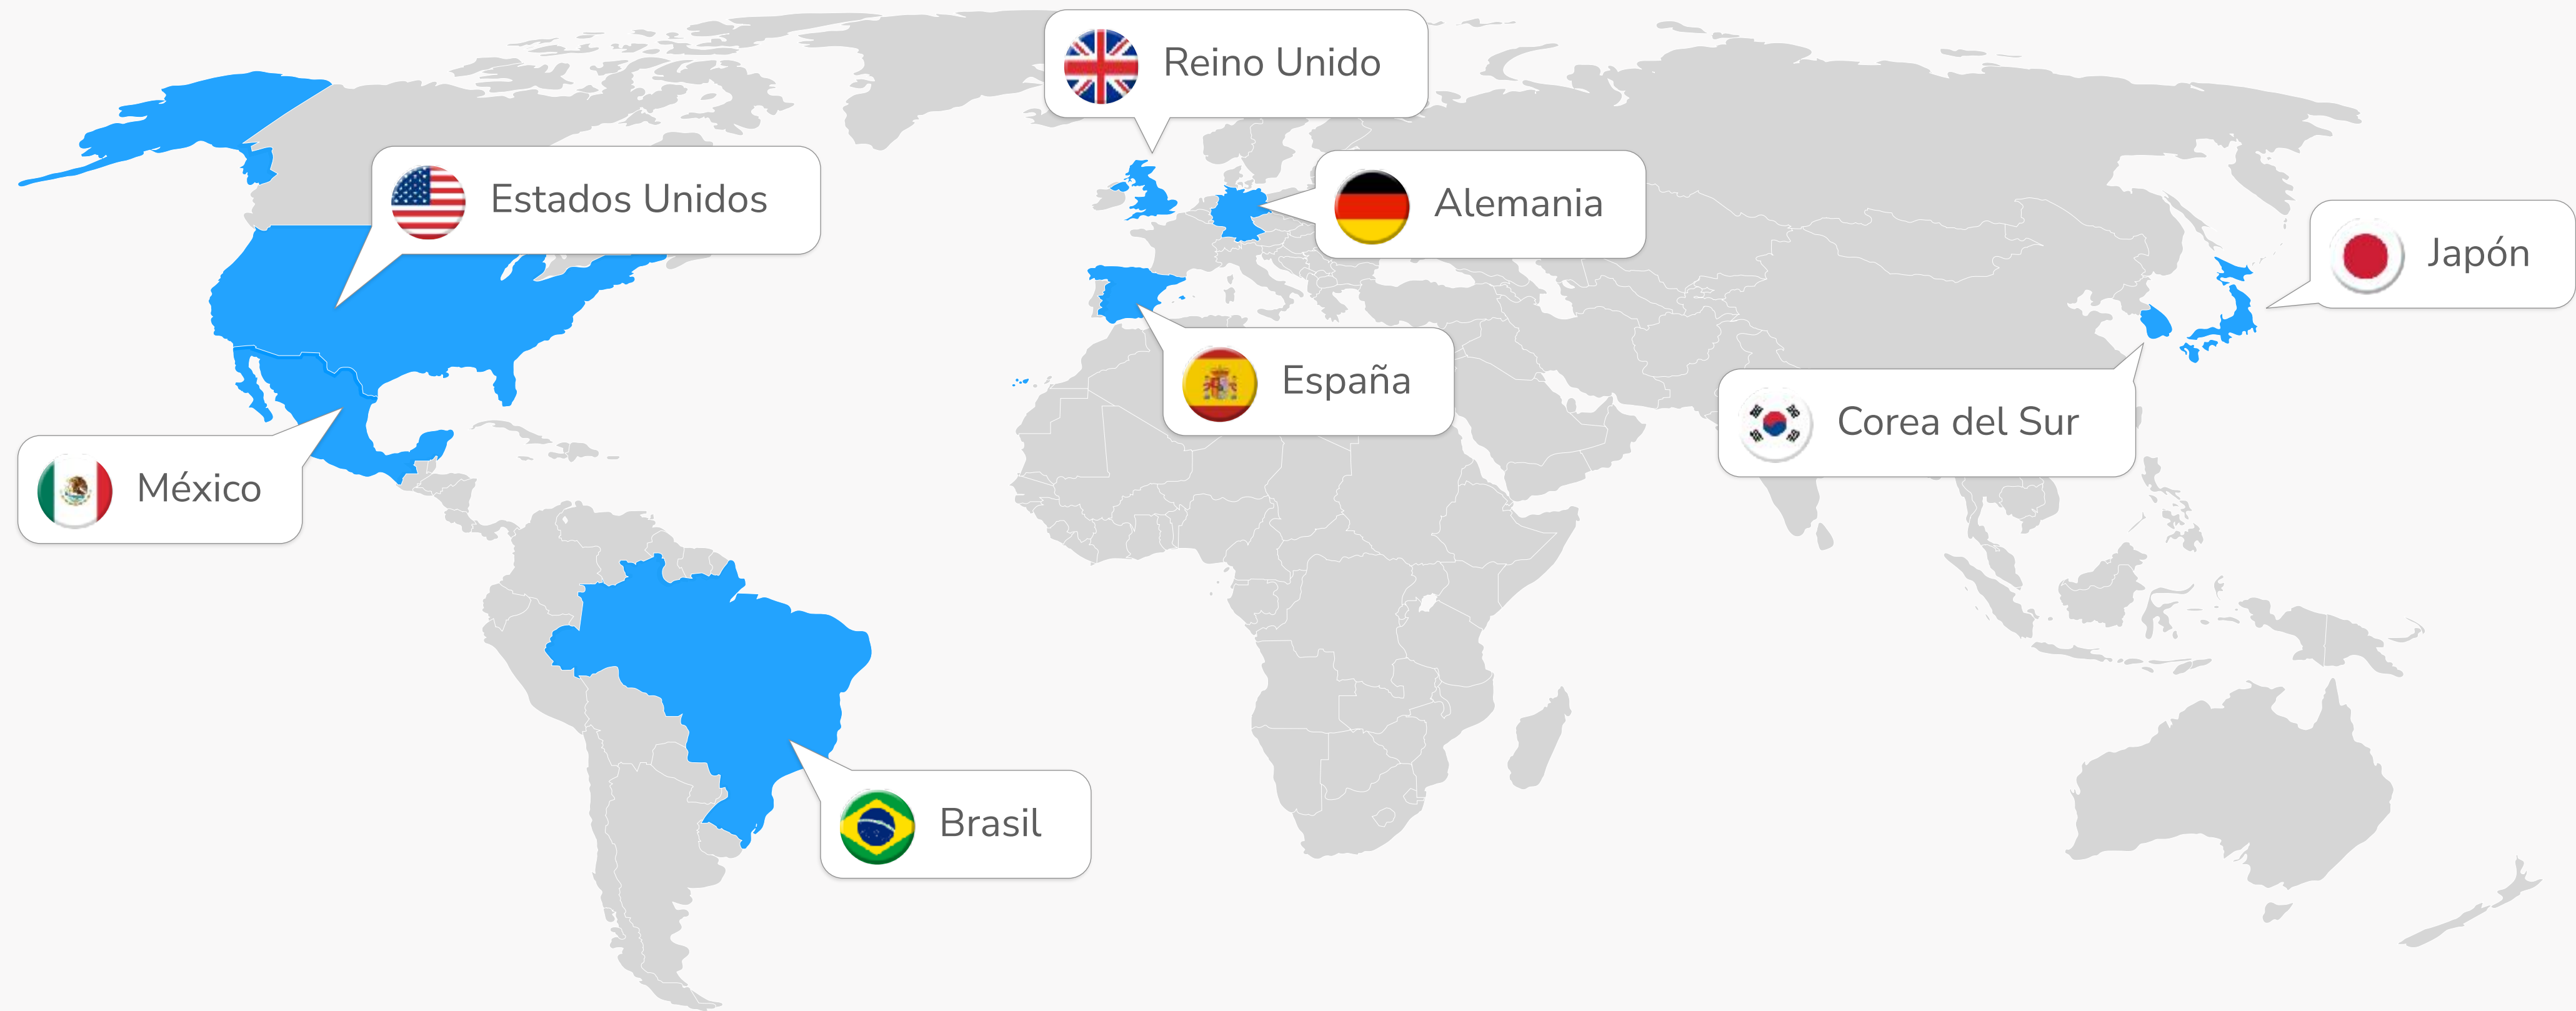 Reino Unido
Estados Unidos
Alemania
Japón
España
Corea del Sur
México
Brasil